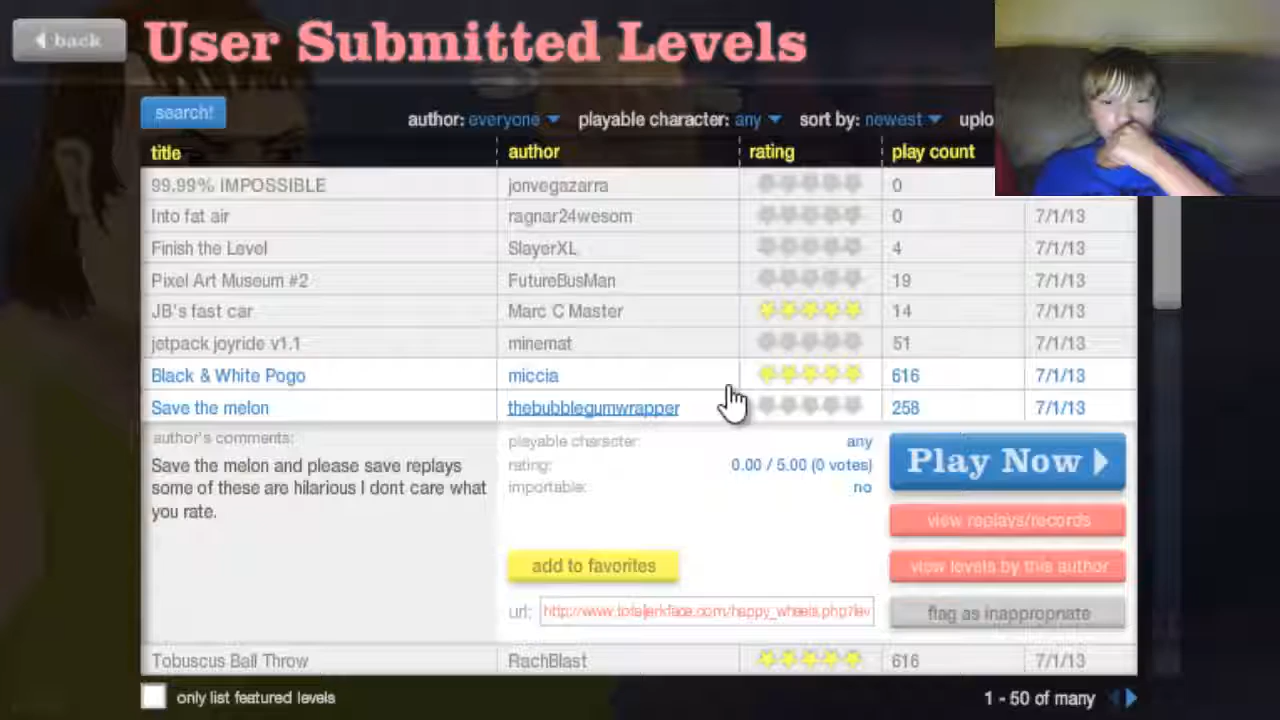 back
User Submitted Levels
search!
author: everyone playable character: any sort by: newest uplo
title author rating play count
99.99% IMPOSSIBLE jonvegazarra 0
Into fat air ragnar24wesom 0 7/1/13
Finish the Level SlayerXL 4 7/1/13
Pixel Art Museum #2 FutureBusMan 19 7/1/13
JB's fast car Marc C Master 14 7/1/13
jetpack joyride v1.1 minemat 51 7/1/13
Black & White Pogo miccia 616 7/1/13
Save the melon thebubblegumwrapper 258 7/1/13
author's comments:
Save the melon and please save replays
some of these are hilarious I dont care what
you rate.
playable character: any
rating: 0.00 / 5.00 (0 votes)
importable: no
add to favorites
url: http://www.totaljerkface.com/happy_wheels.php?lev
Play Now
view replays/records
view levels by this author
flag as inappropriate
Tobuscus Ball Throw RachBlast 616 7/1/13
only list featured levels
1 - 50 of many